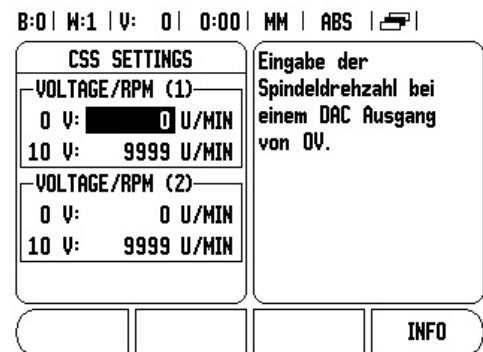 B:0| W:1 |V: 0| 0:00| MM | ABS |
CSS SETTINGS
VOLTAGE/RPM (1)
0 V: 0 U/MIN
10 V: 9999 U/MIN
VOLTAGE/RPM (2)
0 V: 0 U/MIN
10 V: 9999 U/MIN
Eingabe der
Spindeldrehzahl bei
einem DAC Ausgang
von 0V.
INFO